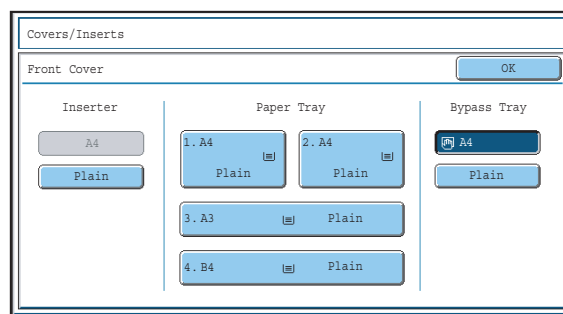 Covers/Inserts
Front Cover
OK
Inserter
Paper Tray
Bypass Tray
A4
Plain
1. A4
Plain
2. A4
Plain
3. A3 Plain
4. B4 Plain
A4
Plain